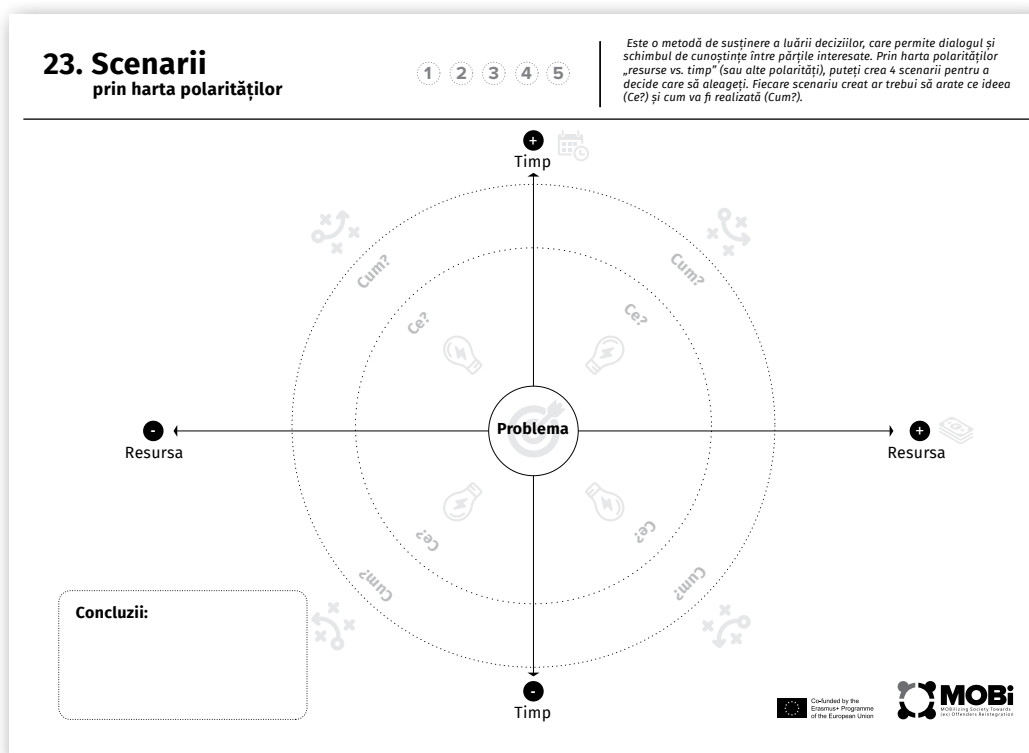 23. Scenarii
prin harta polarităților
1 2 3 4 5
Este o metodă de susținere a luării deciziilor, care permite dialogul și
schimbul de cunoștințe între părțile interesate. Prin harta polarităților
„resurse vs. timp” (sau alte polarități), puteți crea 4 scenarii pentru a
decide care să aleageți. Fiecare scenariu creat ar trebui să arate ce ideea
(Ce?) și cum va fi realizată (Cum?).
+
Timp
Cum?
Cum?
Ce?
Ce?
-
Resursa
Problema
+
Resursa
Ce?
Ce?
Cum?
Cum?
Concluzii:
-
Timp
Co-funded by the
Erasmus+ Programme
of the European Union
MOBi
MOBilizing Society Towards
(ex) Offenders Reintegration